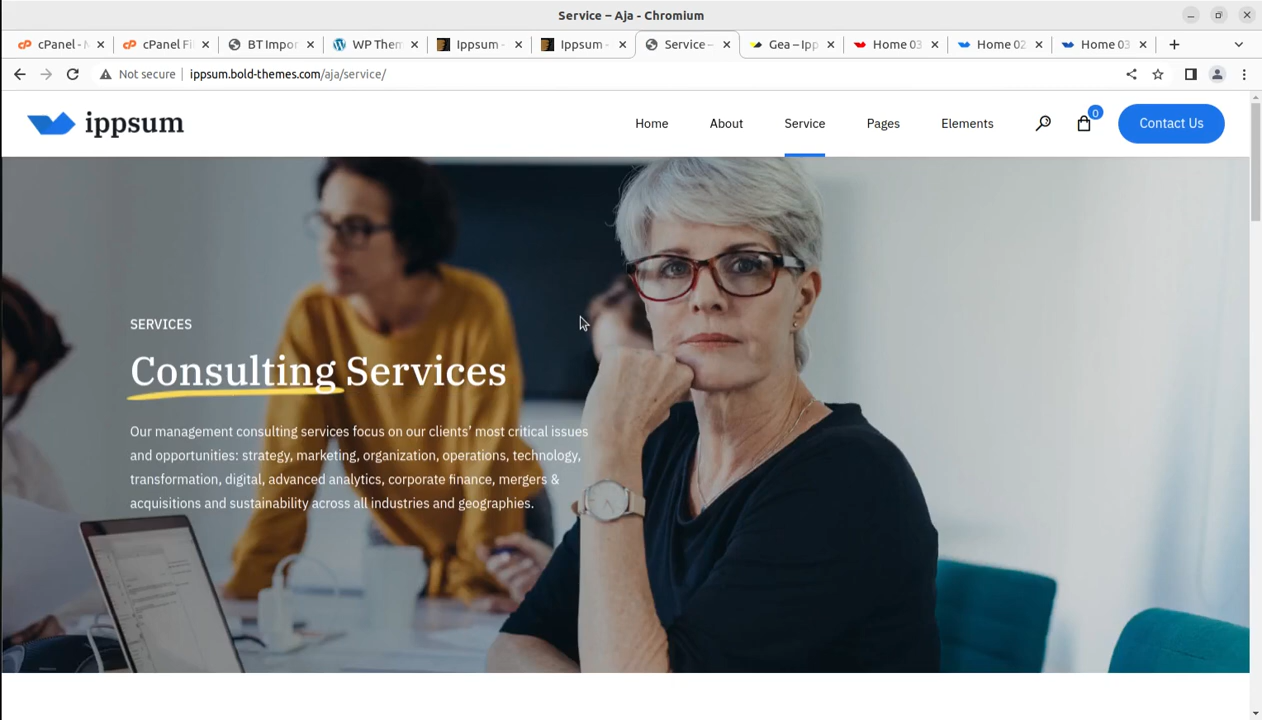 Service – Aja - Chromium
cPanel - M
cPanel Fi
BT Impor
WP Them
Ippsum -
Ippsum -
Service –
Gea – Ipp
Home 03
Home 02
Home 03
Not secure
ippsum.bold-themes.com/aja/service/
ippsum
Home
About
Service
Pages
Elements
0
Contact Us
SERVICES
Consulting Services
Our management consulting services focus on our clients’ most critical issues
and opportunities: strategy, marketing, organization, operations, technology,
transformation, digital, advanced analytics, corporate finance, mergers &
acquisitions and sustainability across all industries and geographies.